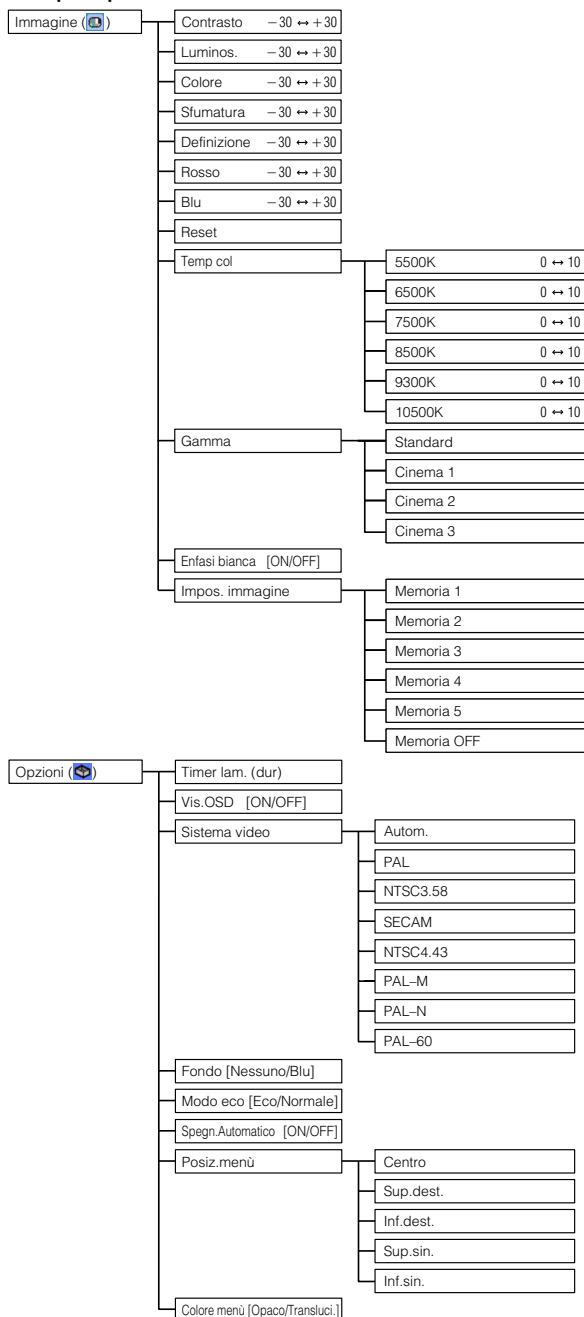 Immagine ( )
Contrasto −30 ↔ +30
Luminos. −30 ↔ +30
Colore −30 ↔ +30
Sfumatura −30 ↔ +30
Definizione −30 ↔ +30
Rosso −30 ↔ +30
Blu −30 ↔ +30
Reset
Temp col
5500K 0 ↔ 10
6500K 0 ↔ 10
7500K 0 ↔ 10
8500K 0 ↔ 10
9300K 0 ↔ 10
10500K 0 ↔ 10
Gamma
Standard
Cinema 1
Cinema 2
Cinema 3
Enfasi bianca [ON/OFF]
Impos. immagine
Memoria 1
Memoria 2
Memoria 3
Memoria 4
Memoria 5
Memoria OFF
Opzioni ( )
Timer lam. (dur)
Vis.OSD [ON/OFF]
Sistema video
Autom.
PAL
NTSC3.58
SECAM
NTSC4.43
PAL–M
PAL–N
PAL–60
Fondo [Nessuno/Blu]
Modo eco [Eco/Normale]
Spegn.Automatico [ON/OFF]
Posiz.menù
Centro
Sup.dest.
Inf.dest.
Sup.sin.
Inf.sin.
Colore menù [Opaco/Transluci.]